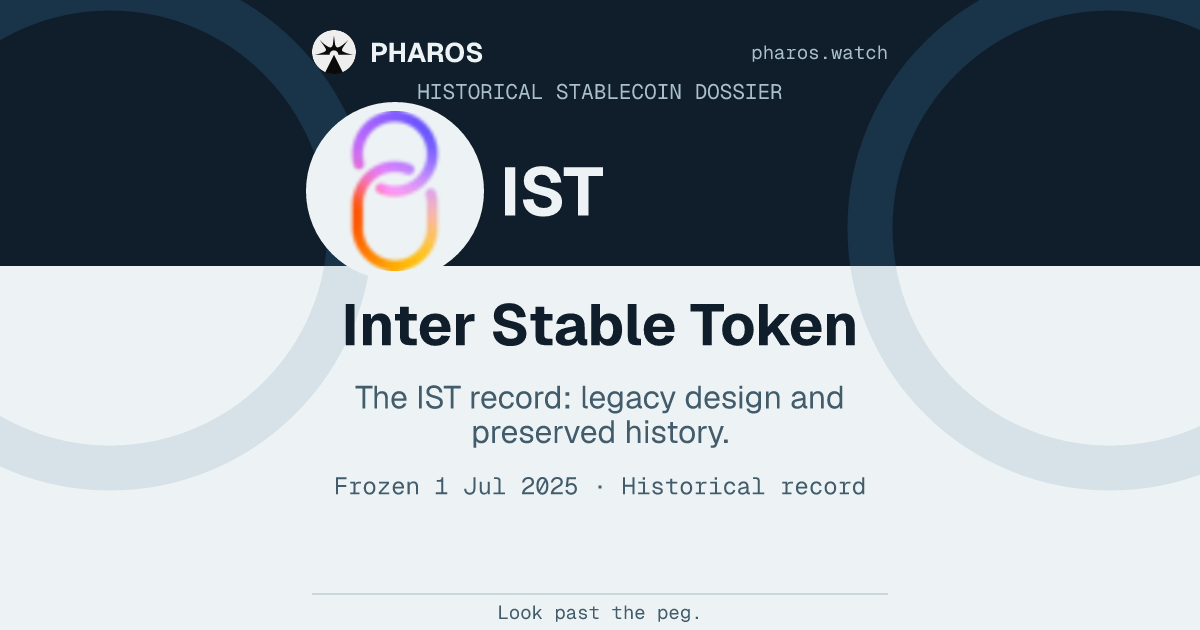 PHAROS
pharos.watch
HISTORICAL STABLECOIN DOSSIER
IST
Inter Stable Token
The IST record: legacy design and
preserved history.
Frozen 1 Jul 2025 · Historical record
Look past the peg.